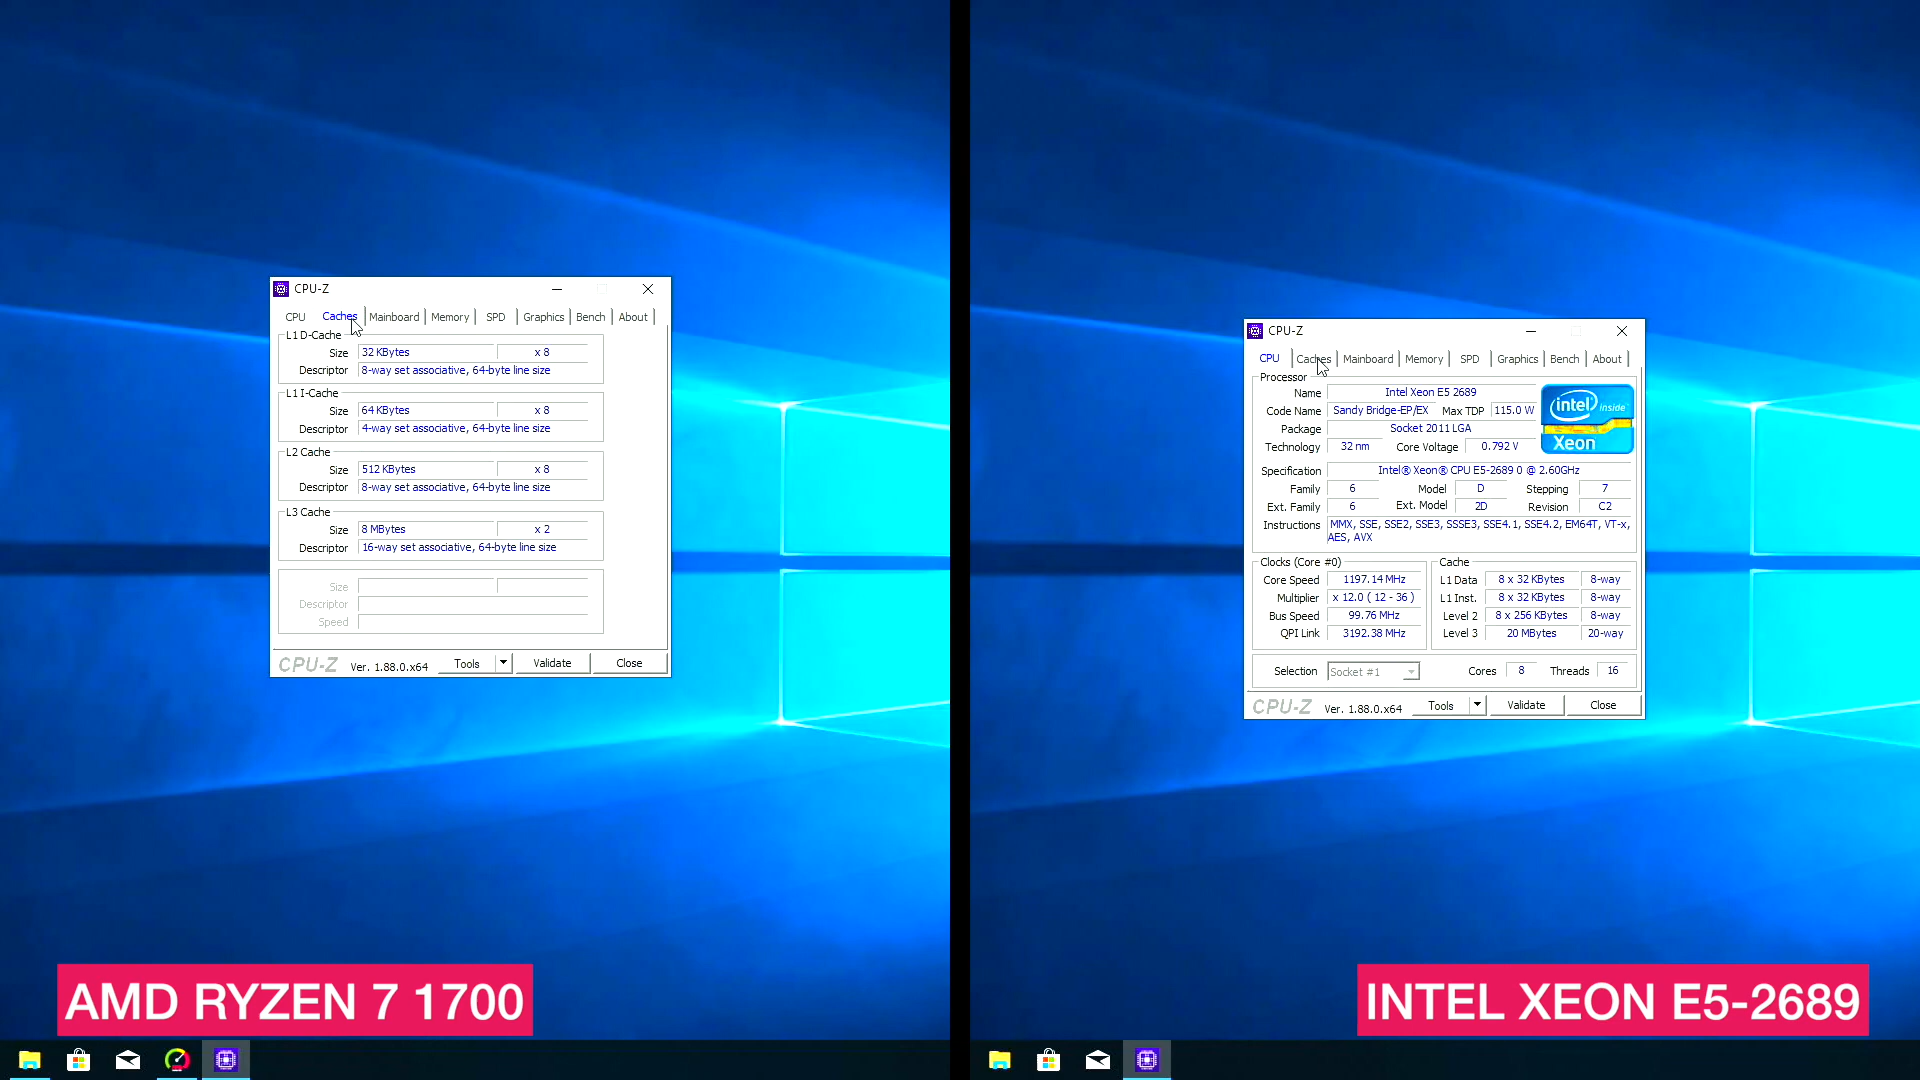 CPU-Z
CPU Caches Mainboard Memory SPD Graphics Bench About
L1 D-Cache
Size 32 KBytes x 8
Descriptor 8-way set associative, 64-byte line size
L1 I-Cache
Size 64 KBytes x 8
Descriptor 4-way set associative, 64-byte line size
L2 Cache
Size 512 KBytes x 8
Descriptor 8-way set associative, 64-byte line size
L3 Cache
Size 8 MBytes x 2
Descriptor 16-way set associative, 64-byte line size
Size
Descriptor
Speed
CPU-Z Ver. 1.88.0.x64 Tools Validate Close
AMD RYZEN 7 1700
CPU-Z
CPU Caches Mainboard Memory SPD Graphics Bench About
Processor
Name Intel Xeon E5 2689
Code Name Sandy Bridge-EP/EX Max TDP 115.0 W
Package Socket 2011 LGA
Technology 32 nm Core Voltage 0.792 V
intel inside
Xeon
Specification Intel® Xeon® CPU E5-2689 0 @ 2.60GHz
Family 6 Model D Stepping 7
Ext. Family 6 Ext. Model 2D Revision C2
Instructions MMX, SSE, SSE2, SSE3, SSSE3, SSE4.1, SSE4.2, EM64T, VT-x,
AES, AVX
Clocks (Core #0)
Core Speed 1197.14 MHz
Multiplier x 12.0 ( 12 - 36 )
Bus Speed 99.76 MHz
QPI Link 3192.38 MHz
Cache
L1 Data 8 x 32 KBytes 8-way
L1 Inst. 8 x 32 KBytes 8-way
Level 2 8 x 256 KBytes 8-way
Level 3 20 MBytes 20-way
Selection Socket #1 Cores 8 Threads 16
CPU-Z Ver. 1.88.0.x64 Tools Validate Close
INTEL XEON E5-2689